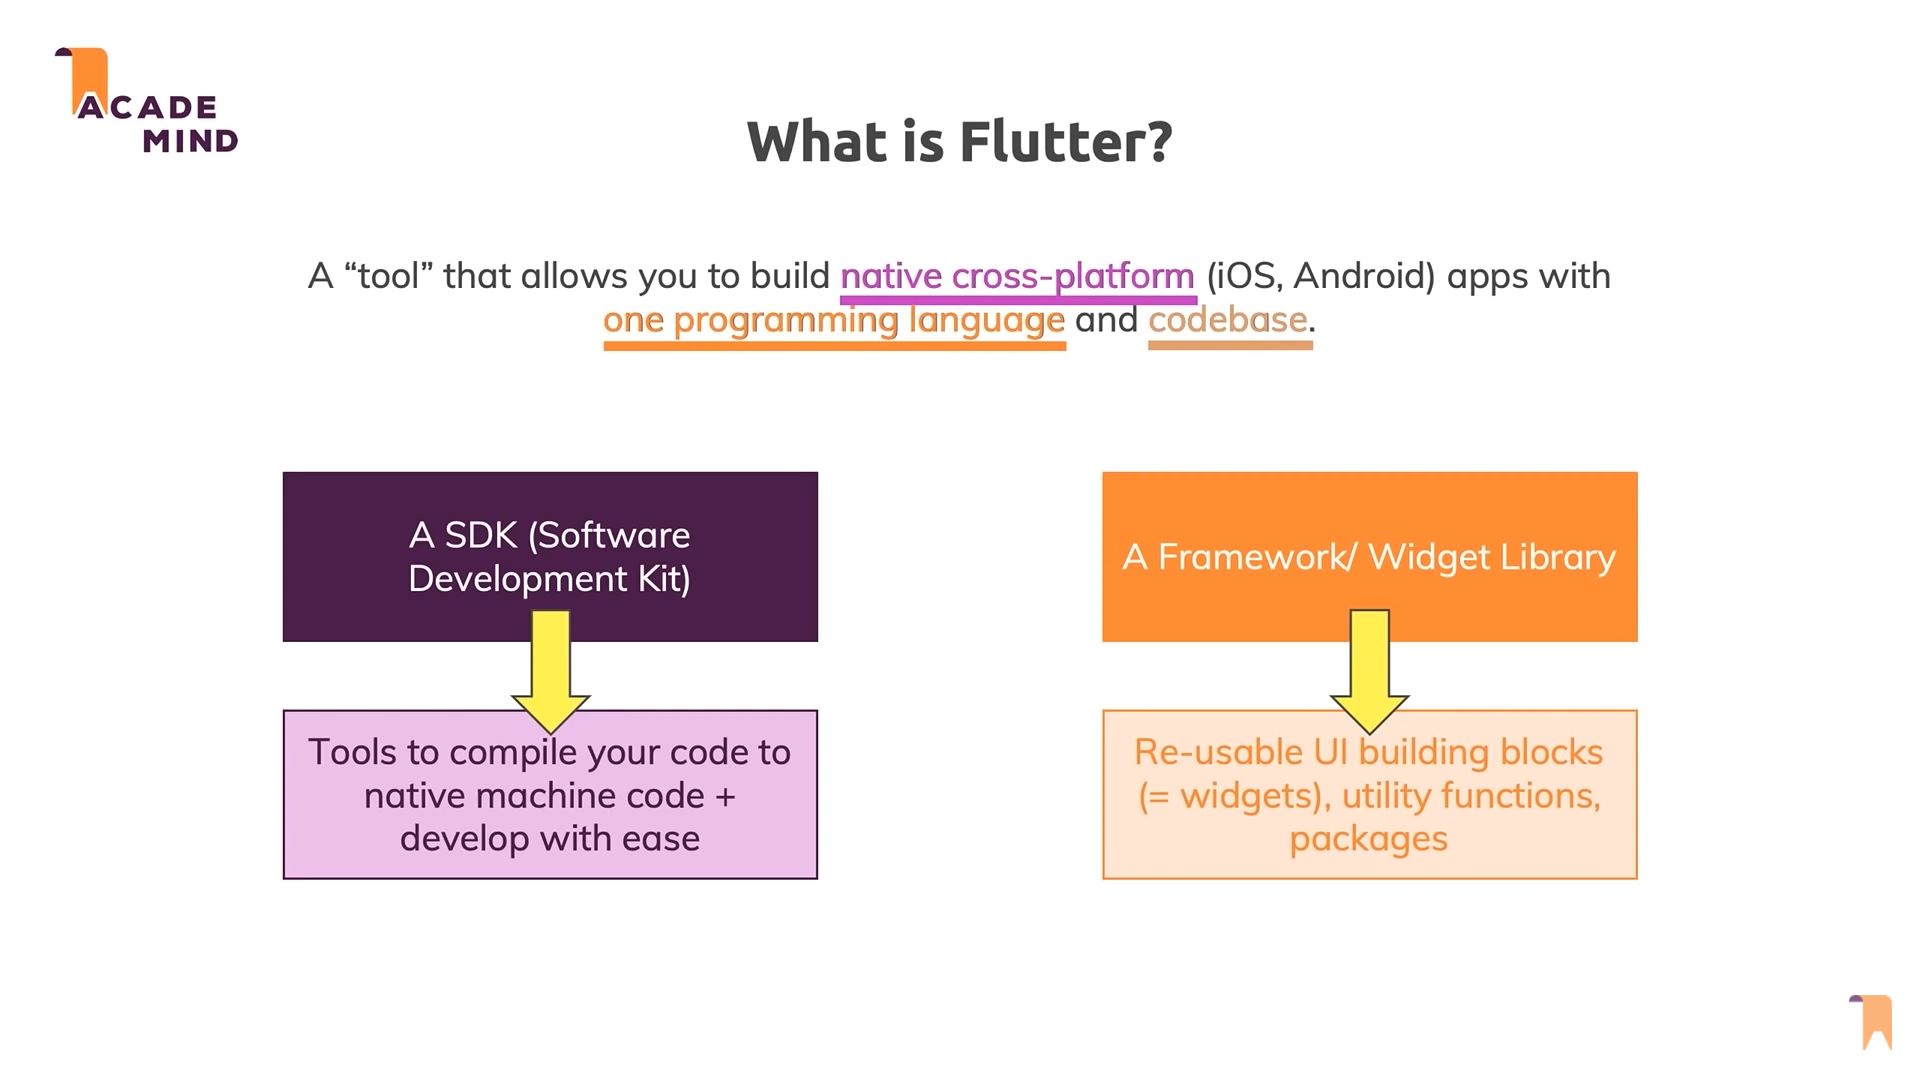 ACADE
MIND
What is Flutter?
A “tool” that allows you to build native cross-platform (iOS, Android) apps with
one programming language and codebase.
A SDK (Software
Development Kit)
A Framework/ Widget Library
Tools to compile your code to
native machine code +
develop with ease
Re-usable UI building blocks
(= widgets), utility functions,
packages